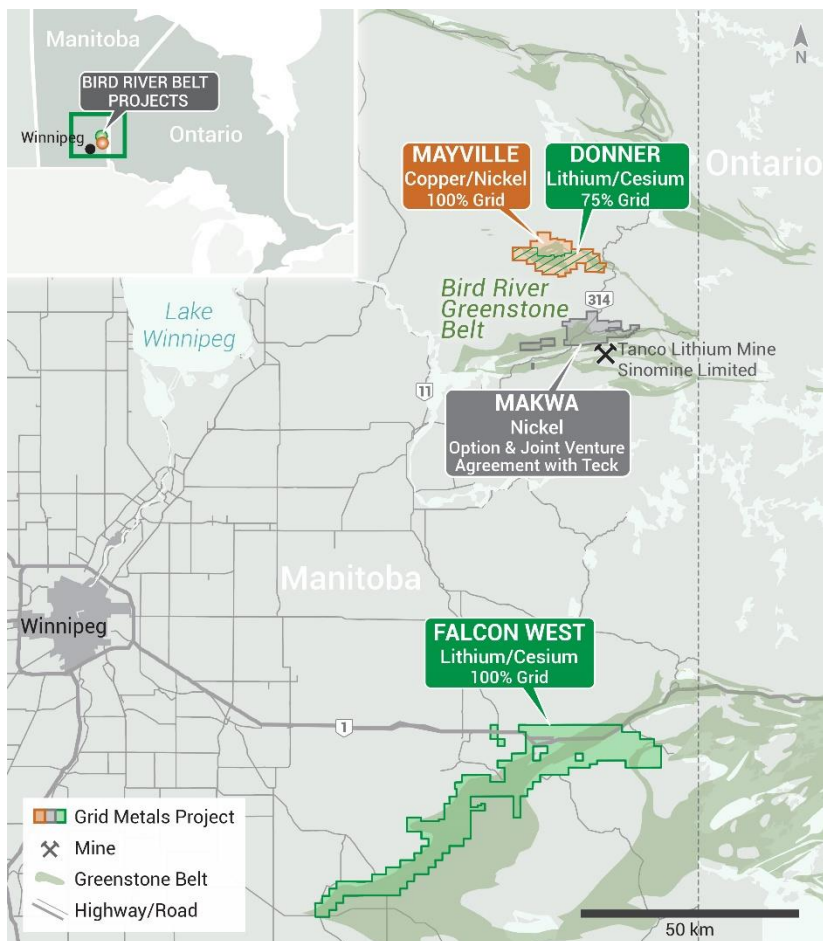 Manitoba
BIRD RIVER BELT
PROJECTS
Winnipeg
Ontario
N
MAYVILLE
Copper/Nickel
100% Grid
DONNER
Lithium/Cesium
75% Grid
Ontario
Lake
Winnipeg
Bird River
Greenstone
Belt
314
Tanco Lithium Mine
Sinomine Limited
11
MAKWA
Nickel
Option & Joint Venture
Agreement with Teck
Manitoba
Winnipeg
FALCON WEST
Lithium/Cesium
100% Grid
1
Grid Metals Project
Mine
Greenstone Belt
Highway/Road
50 km